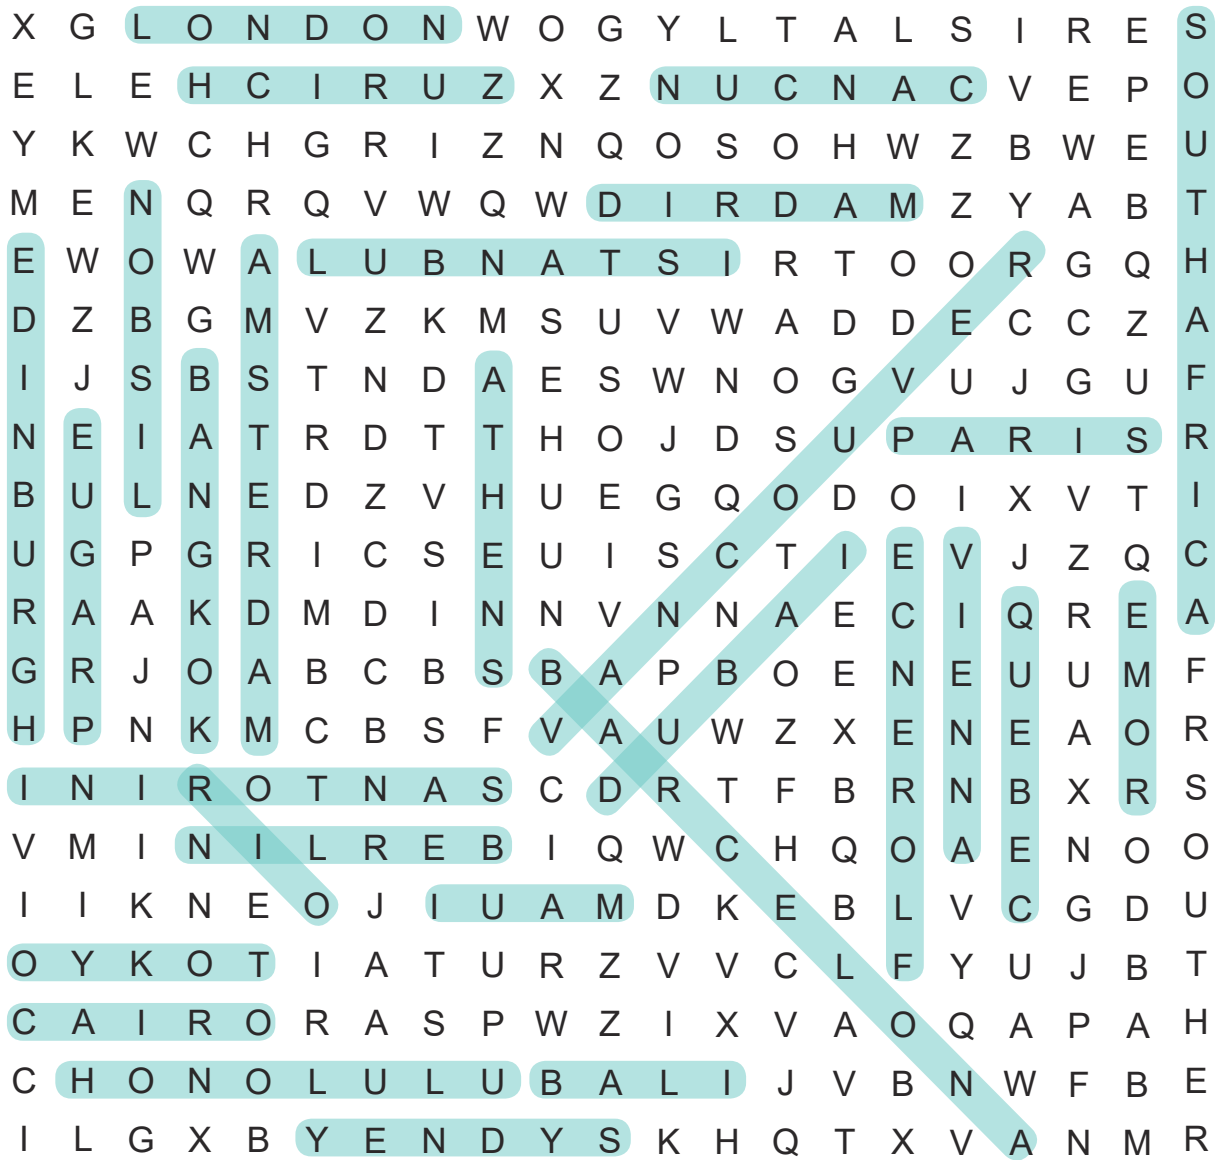 X G L O N D O N W O G Y L T A L S I R E S
E L E H C I R U Z X Z N U C N A C V E P O
Y K W C H G R I Z N Q O S O H W Z B W E U
M E N Q R Q V W Q W D I R D A M Z Y A B T
E W O W A L U B N A T S I R T O O R G Q H
D Z B G M V Z K M S U V W A D D E C C Z A
I J S B S T N D A E S W N O G V U J G U F
N E I A T R D T T H O J D S U P A R I S R
B U L N E D Z V H U E G Q O D O I X V T I
U G P G R I C S E U I S C T I E V J Z Q C
R A A K D M D I N N V N N A E C I Q R E A
G R J O A B C B S B A P B O E N E U U M F
H P N K M C B S F V A U W Z X E N E A O R
I N I R O T N A S C D R T F B R N B X R S
V M I N I L R E B I Q W C H Q O A E N O O
I I K N E O J I U A M D K E B L V C G D U
O Y K O T I A T U R Z V V C L F Y U J B T
C A I R O R A S P W Z I X V A O Q A P A H
C H O N O L U L U B A L I J V B N W F B E
I L G X B Y E N D Y S K H Q T X V A N M R